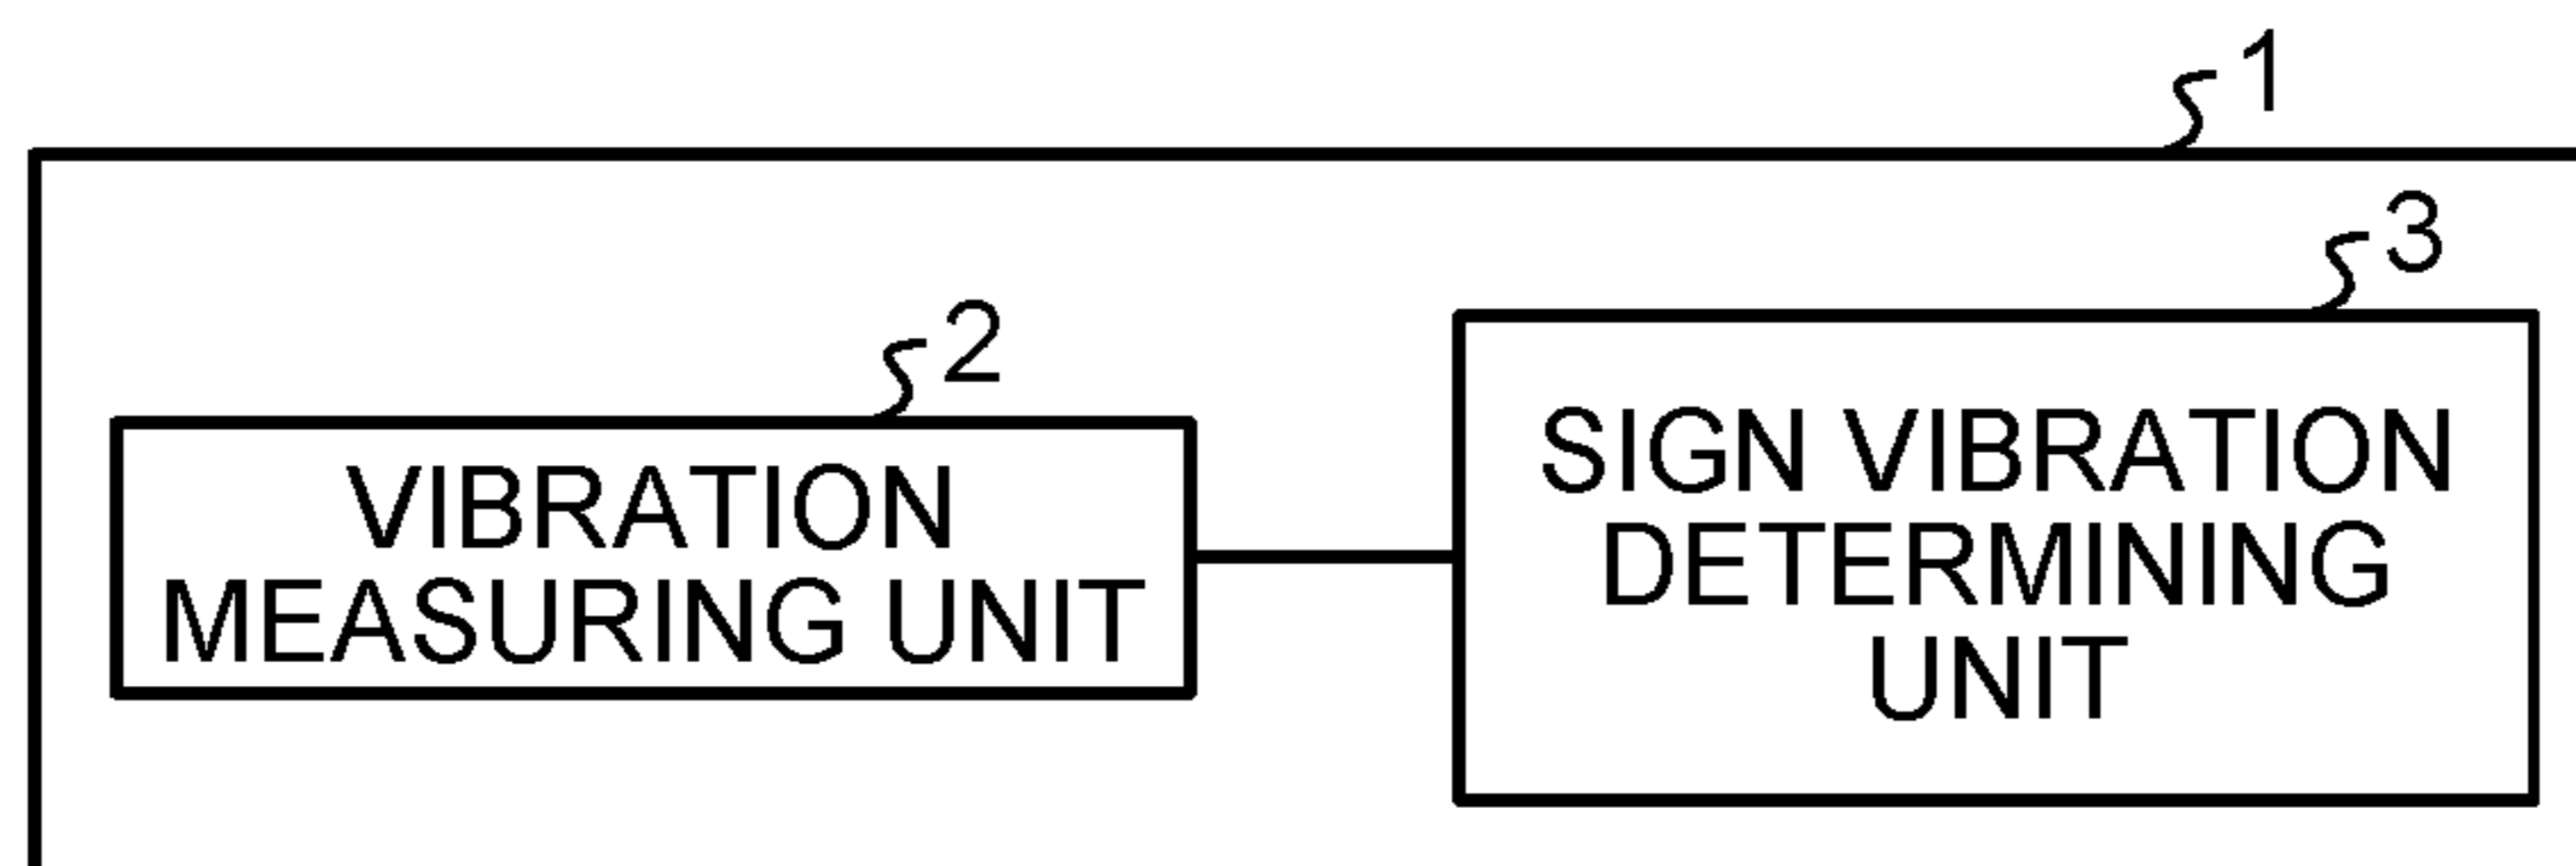 1
3
2
VIBRATION
MEASURING UNIT
SIGN VIBRATION
DETERMINING
UNIT